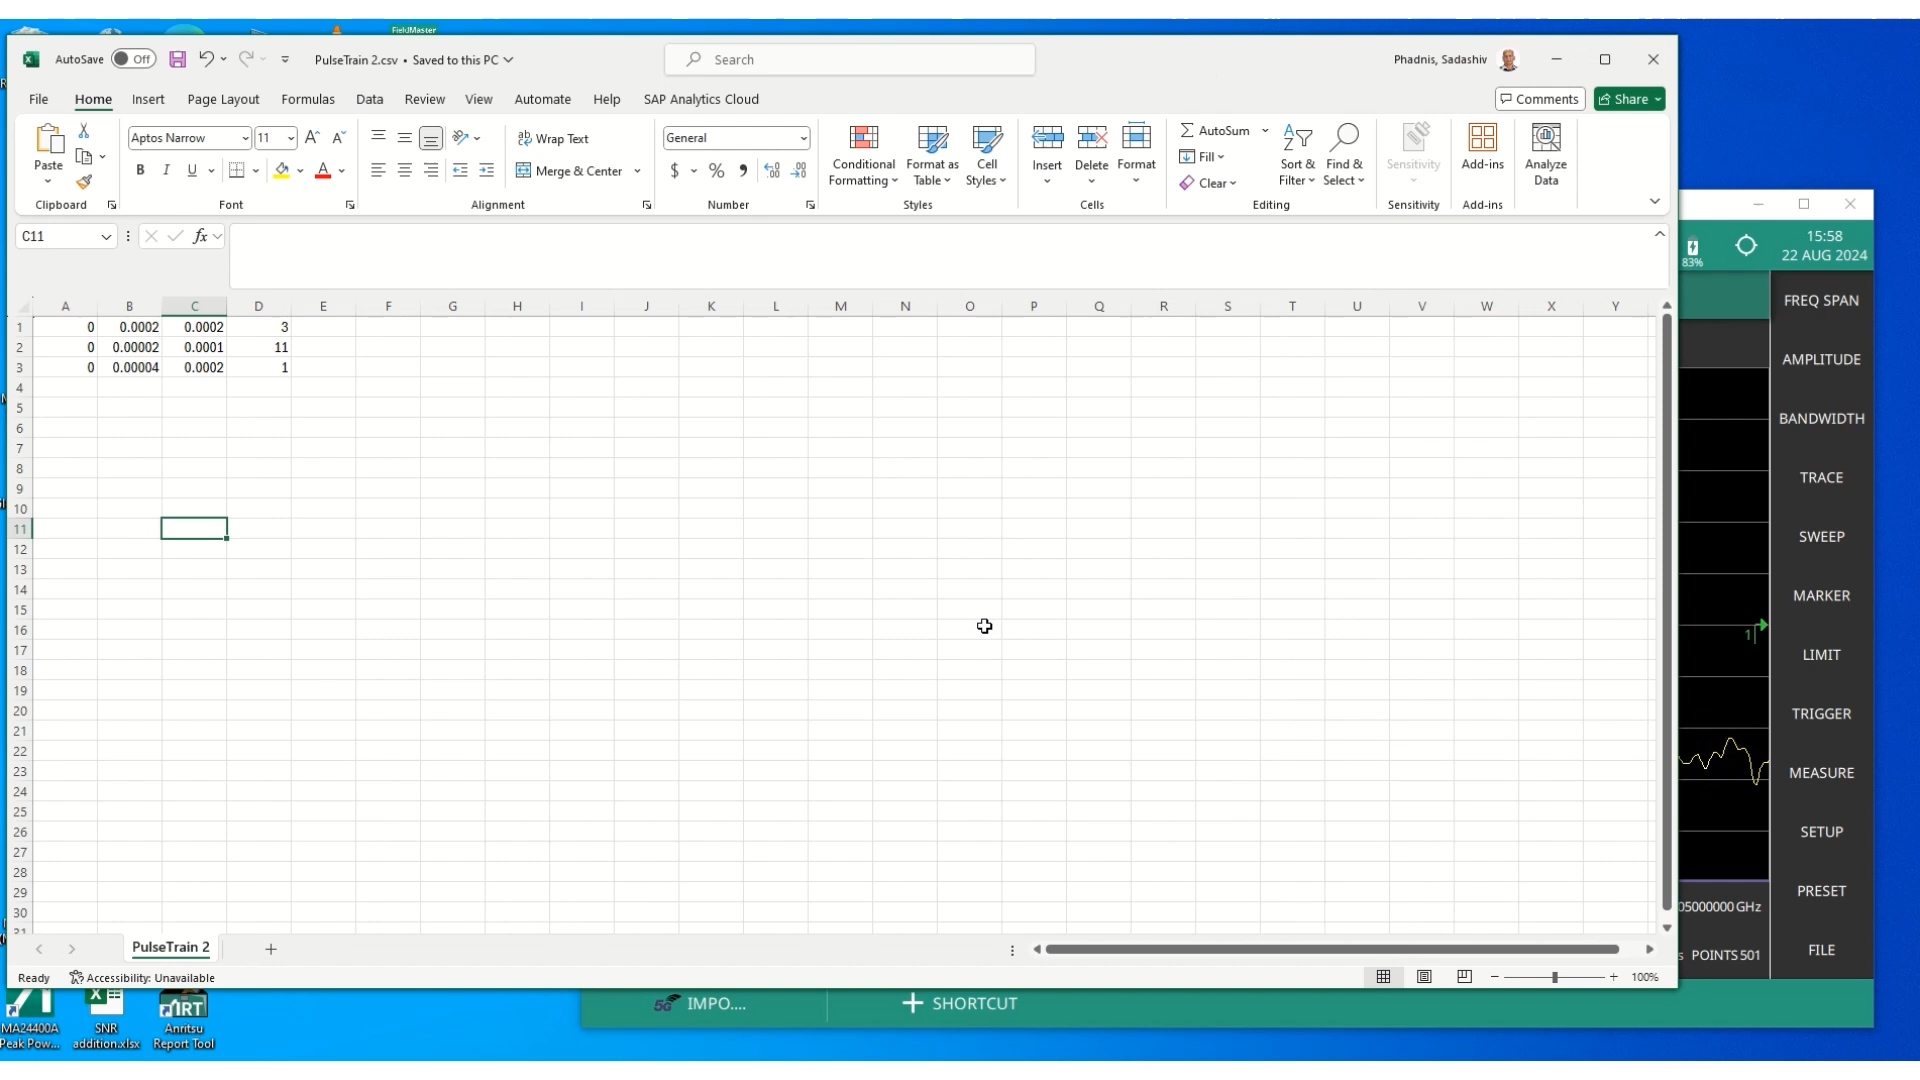 FieldMaster
AutoSave Off PulseTrain 2.csv • Saved to this PC Search Phadnis, Sadashiv
File Home Insert Page Layout Formulas Data Review View Automate Help SAP Analytics Cloud Comments Share
Paste Aptos Narrow 11 Wrap Text General Conditional Formatting Format as Table Cell Styles Insert Delete Format AutoSum Sort & Filter Find & Select Sensitivity Add-ins Analyze Data
B I U Merge & Center $ % Fill
Clear
Clipboard Font Alignment Number Styles Cells Editing Sensitivity Add-ins
C11 fx
A B C D E F G H I J K L M N O P Q R S T U V W X Y
1 0 0.0002 0.0002 3
2 0 0.00002 0.0001 11
3 0 0.00004 0.0002 1
4
5
6
7
8
9
10
11
12
13
14
15
16
17
18
19
20
21
22
23
24
25
26
27
28
29
30
31
PulseTrain 2
Ready Accessibility: Unavailable 100%
83% 15:58
22 AUG 2024
FREQ SPAN
AMPLITUDE
BANDWIDTH
TRACE
SWEEP
MARKER
1
LIMIT
TRIGGER
MEASURE
SETUP
PRESET
05000000 GHz
FILE
s POINTS 501
5G IMPO.... SHORTCUT
MA24400A
Peak Pow...
SNR
addition.xlsx
ART
Anritsu
Report Tool